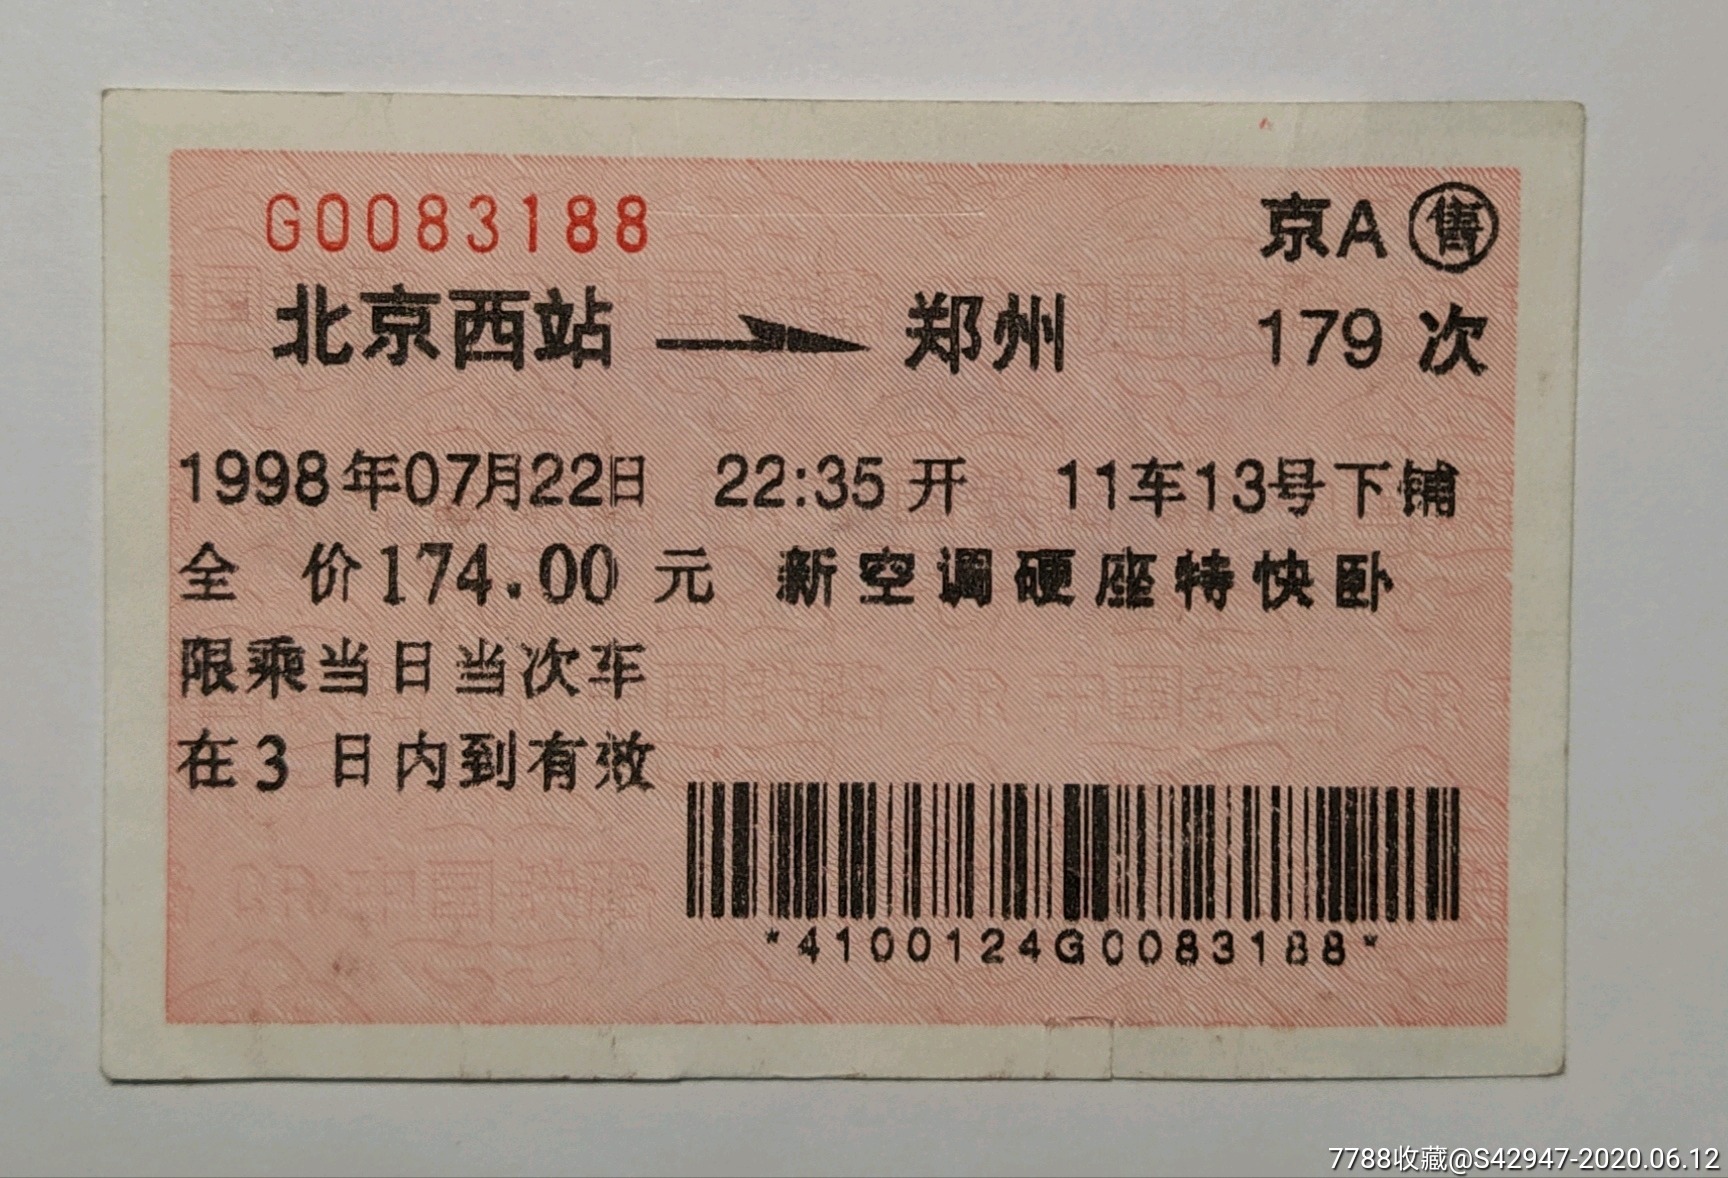 G0083188 京A 售
北京西站 郑州 179次
1998年07月22日 22:35开 11车13号下铺
全 价174.00元 新空调硬座特快卧
限乘当日当次车
在3日内到有效
*4100124G0083188*
7788收藏@S42947-2020.06.12